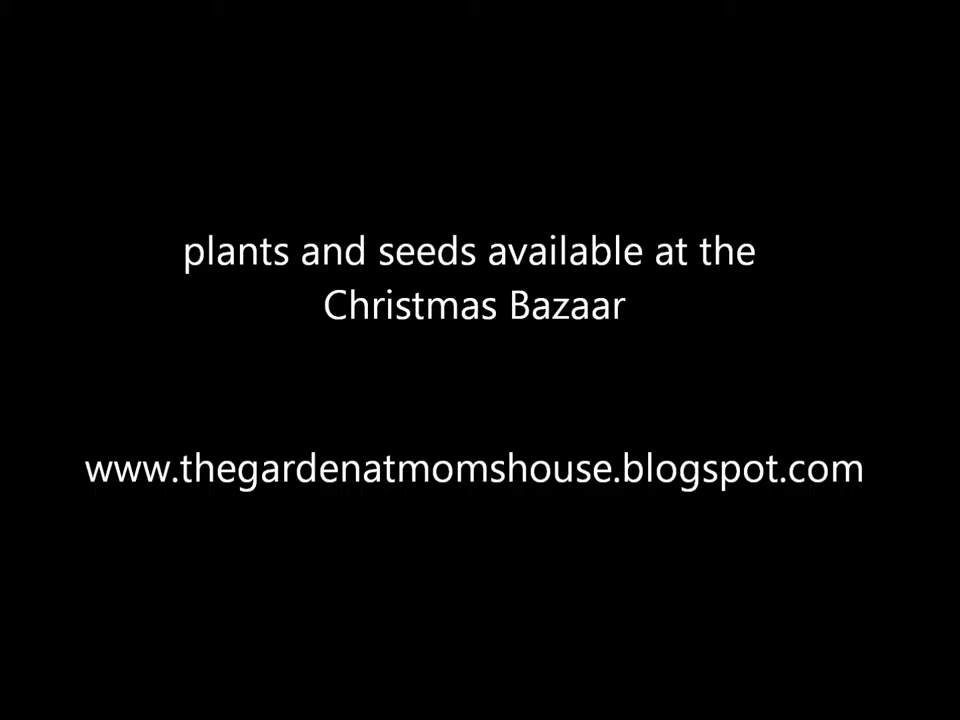 plants and seeds available at the
Christmas Bazaar
www.thegardenatmomshouse.blogspot.com